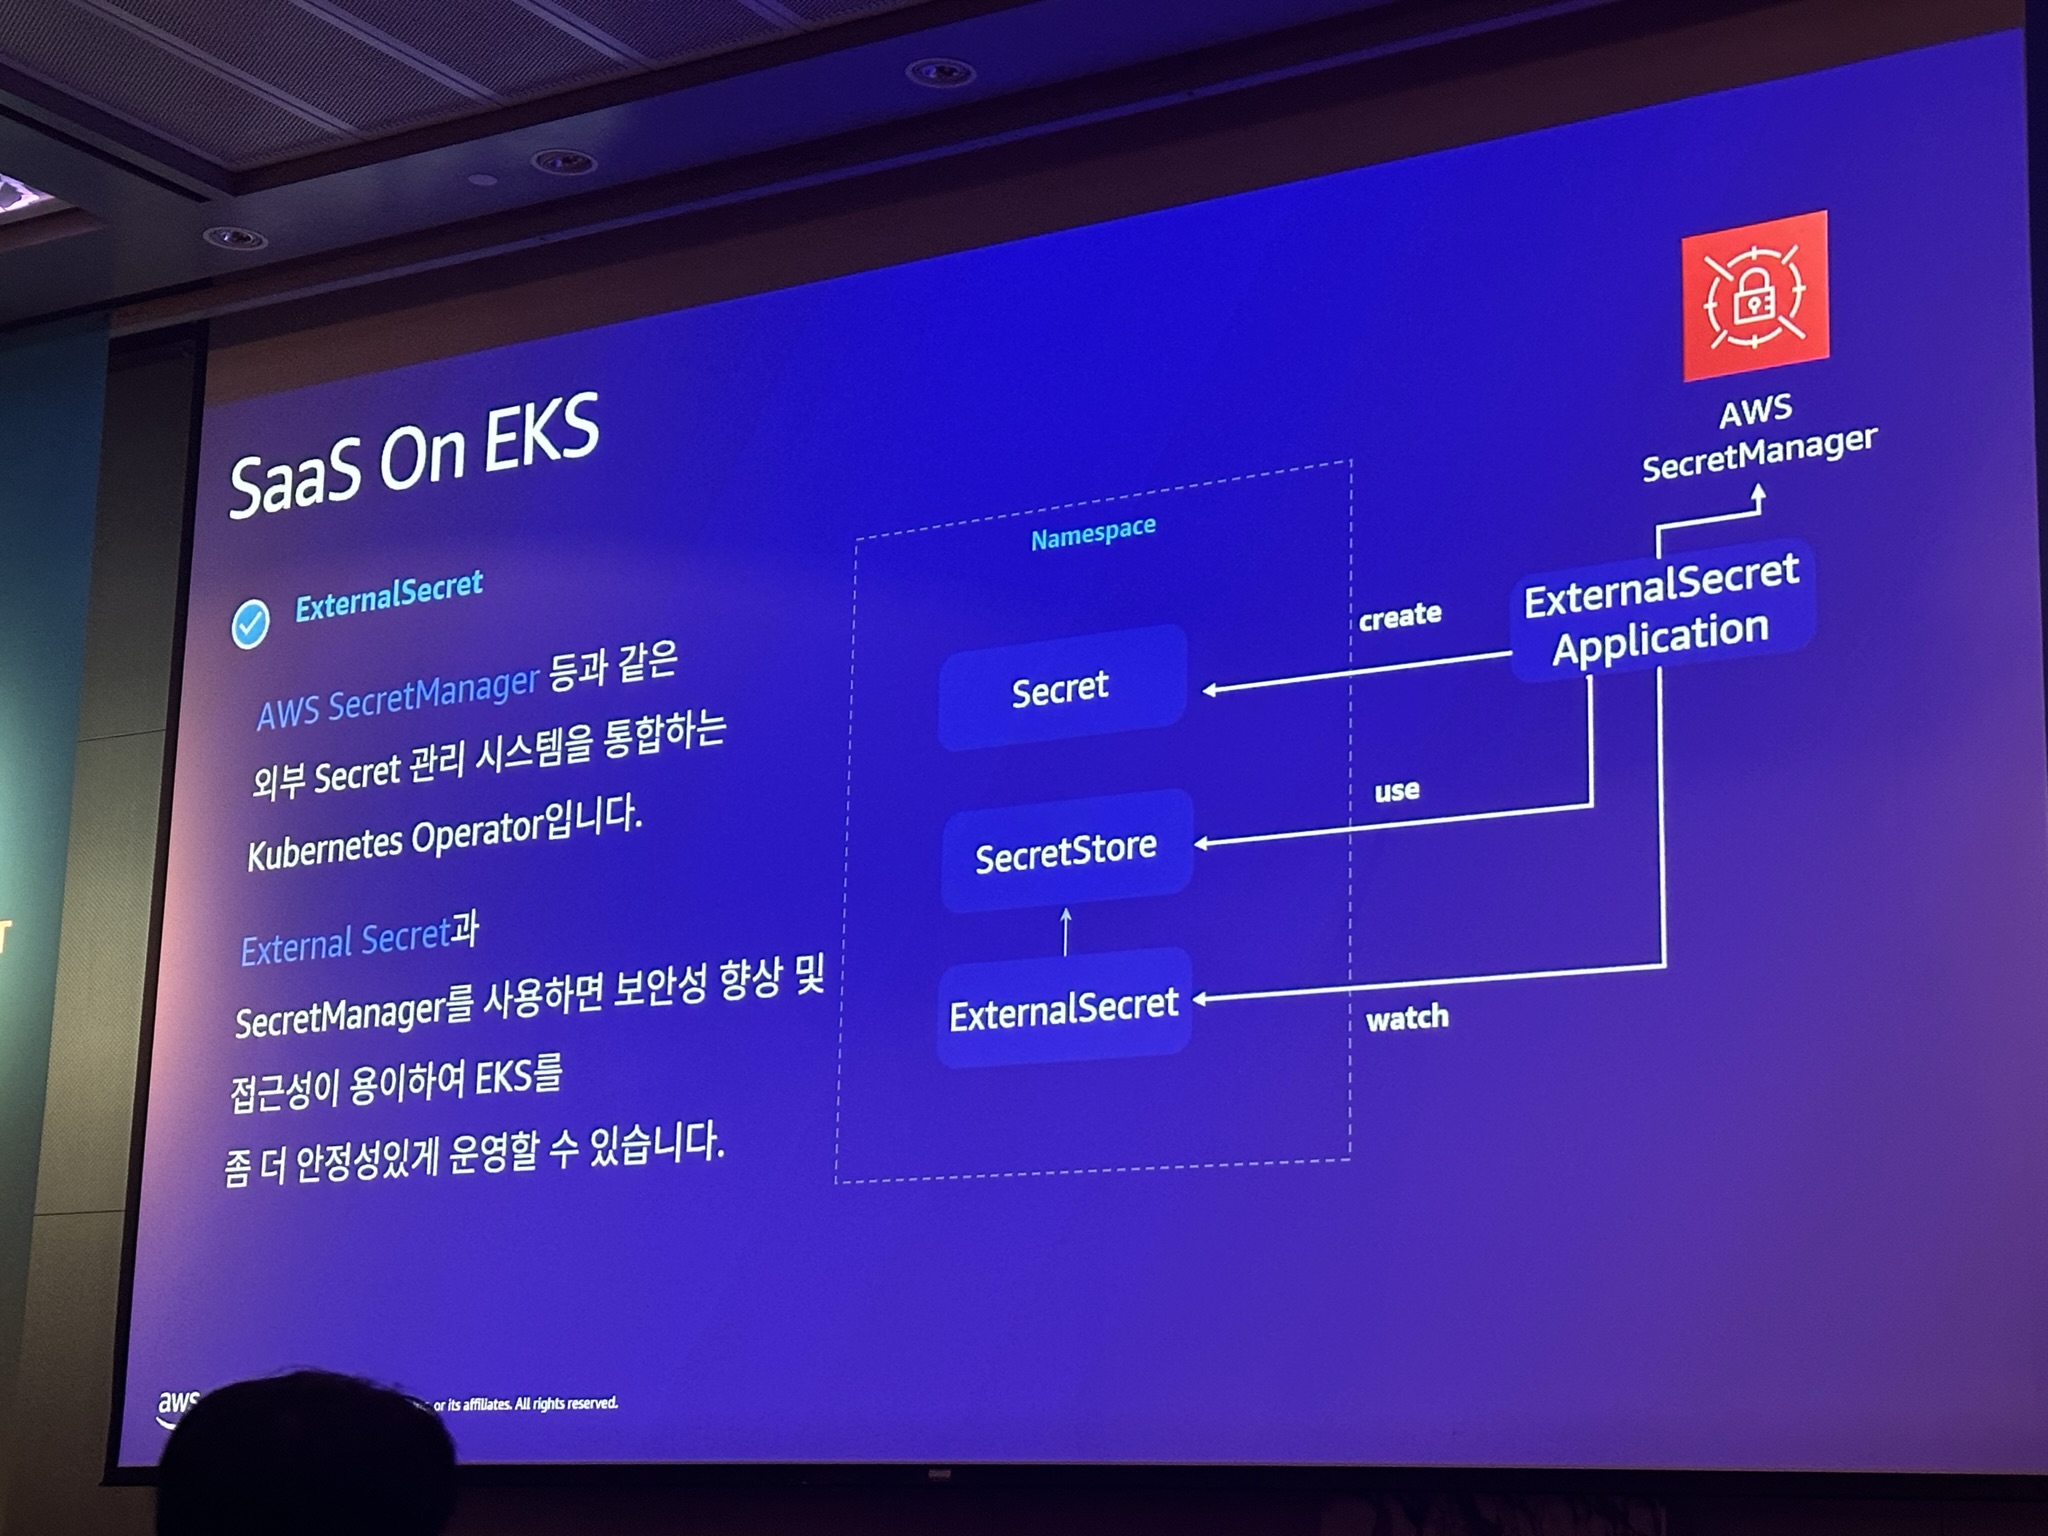 SaaS On EKS
ExternalSecret
AWS SecretManager 등과 같은
외부 Secret 관리 시스템을 통합하는
Kubernetes Operator입니다.
External Secret과
SecretManager를 사용하면 보안성 향상 및
접근성이 용이하여 EKS를
좀 더 안정성있게 운영할 수 있습니다.
Namespace
Secret
SecretStore
ExternalSecret
create
use
watch
AWS
SecretManager
ExternalSecret
Application
aws
or its affiliates. All rights reserved.
T